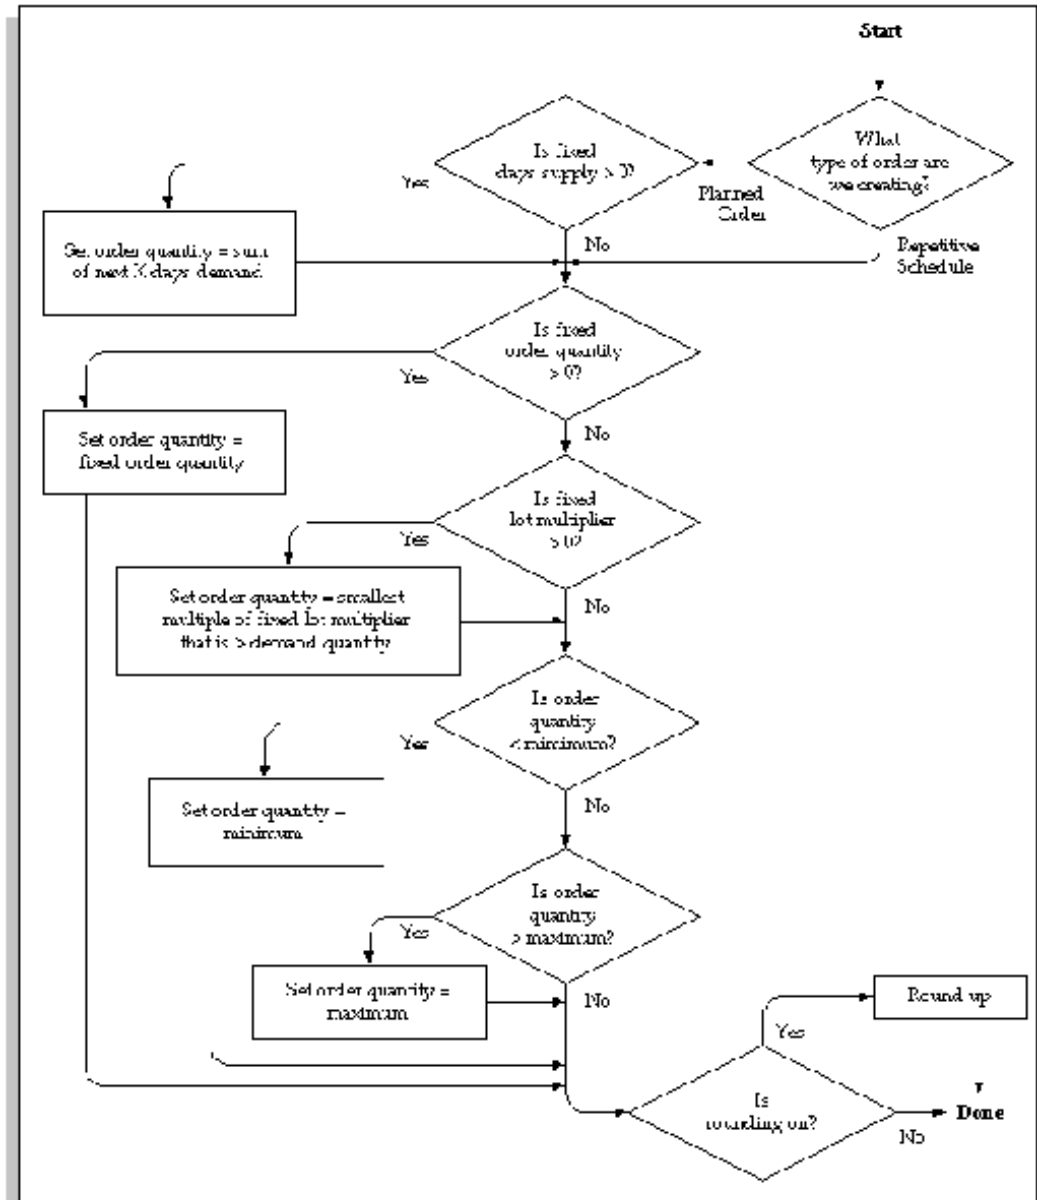 Start
What
type of order are
we creating?
Planned
Order
Repetitive
Schedule
Is fixed
days supply > 0?
Yes
No
Set order quantity = sum
of next X days demand
Is fixed
order quantity
> 0?
Yes
No
Set order quantity =
fixed order quantity
Is fixed
lot multiplier
> 0?
Yes
No
Set order quantity = smallest
multiple of fixed lot multiplier
that is > demand quantity
Is order
quantity
< mimimum?
Yes
No
Set order quantity =
minimum
Is order
quantity
> maximum?
Yes
No
Set order quantity =
maximum
Is
rounding on?
Yes
Round up
No
Done